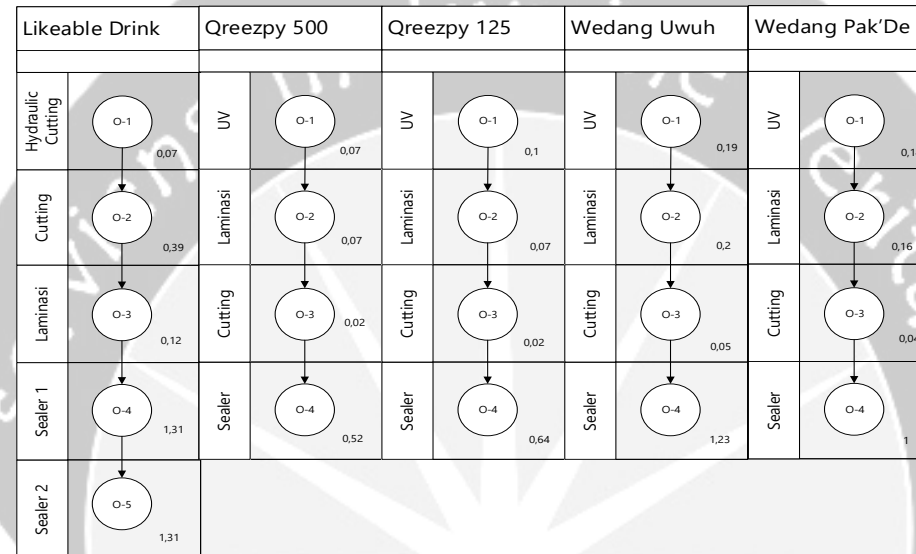 Likeable Drink Qreezpy 500 Qreezpy 125 Wedang Uwuh Wedang Pak’De
Hydraulic Cutting O-1 0,07 UV O-1 0,07 UV O-1 0,1 UV O-1 0,19 UV O-1
Cutting O-2 0,39 Laminasi O-2 0,07 Laminasi O-2 0,07 Laminasi O-2 0,2 Laminasi O-2 0,16
Laminasi O-3 0,12 Cutting O-3 0,02 Cutting O-3 0,02 Cutting O-3 0,05 Cutting O-3 0,04
Sealer 1 O-4 1,31 Sealer O-4 0,52 Sealer O-4 0,64 Sealer O-4 1,23 Sealer O-4 1
Sealer 2 O-5 1,31